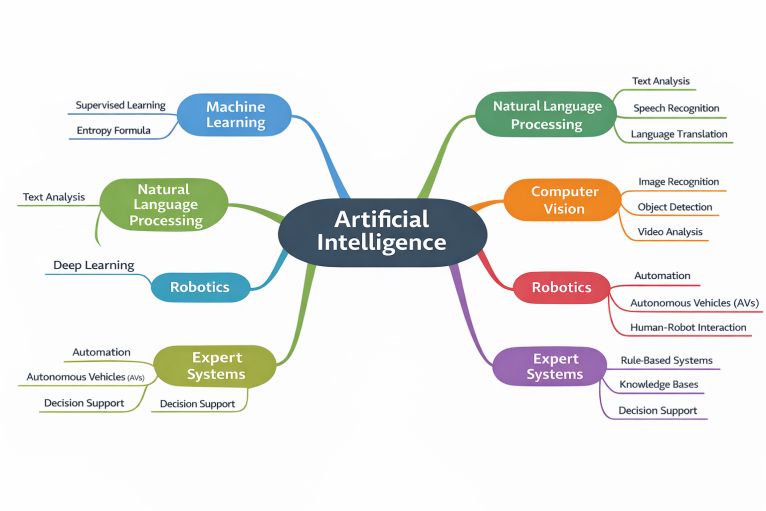 Artificial
Intelligence
Machine
Learning
Supervised Learning
Entropy Formula
Natural
Language
Processing
Text Analysis
Robotics
Deep Learning
Expert
Systems
Automation
Autonomous Vehicles (AVs)
Decision Support
Decision Support
Natural Language
Processing
Text Analysis
Speech Recognition
Language Translation
Computer
Vision
Image Recognition
Object Detection
Video Analysis
Robotics
Automation
Autonomous Vehicles (AVs)
Human-Robot Interaction
Expert
Systems
Rule-Based Systems
Knowledge Bases
Decision Support